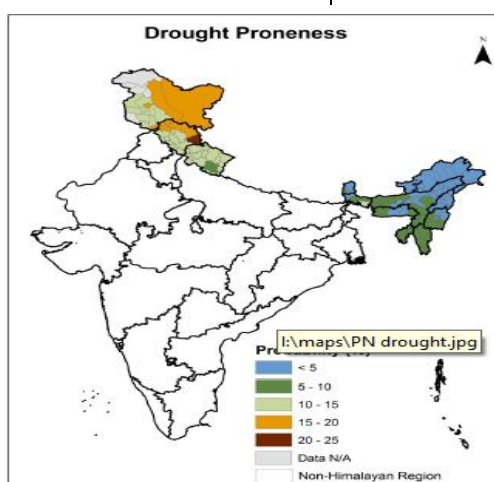 Drought Proneness
N
I:\maps\PN drought.jpg
< 5
5 - 10
10 - 15
15 - 20
20 - 25
Data N/A
Non-Himalayan Region